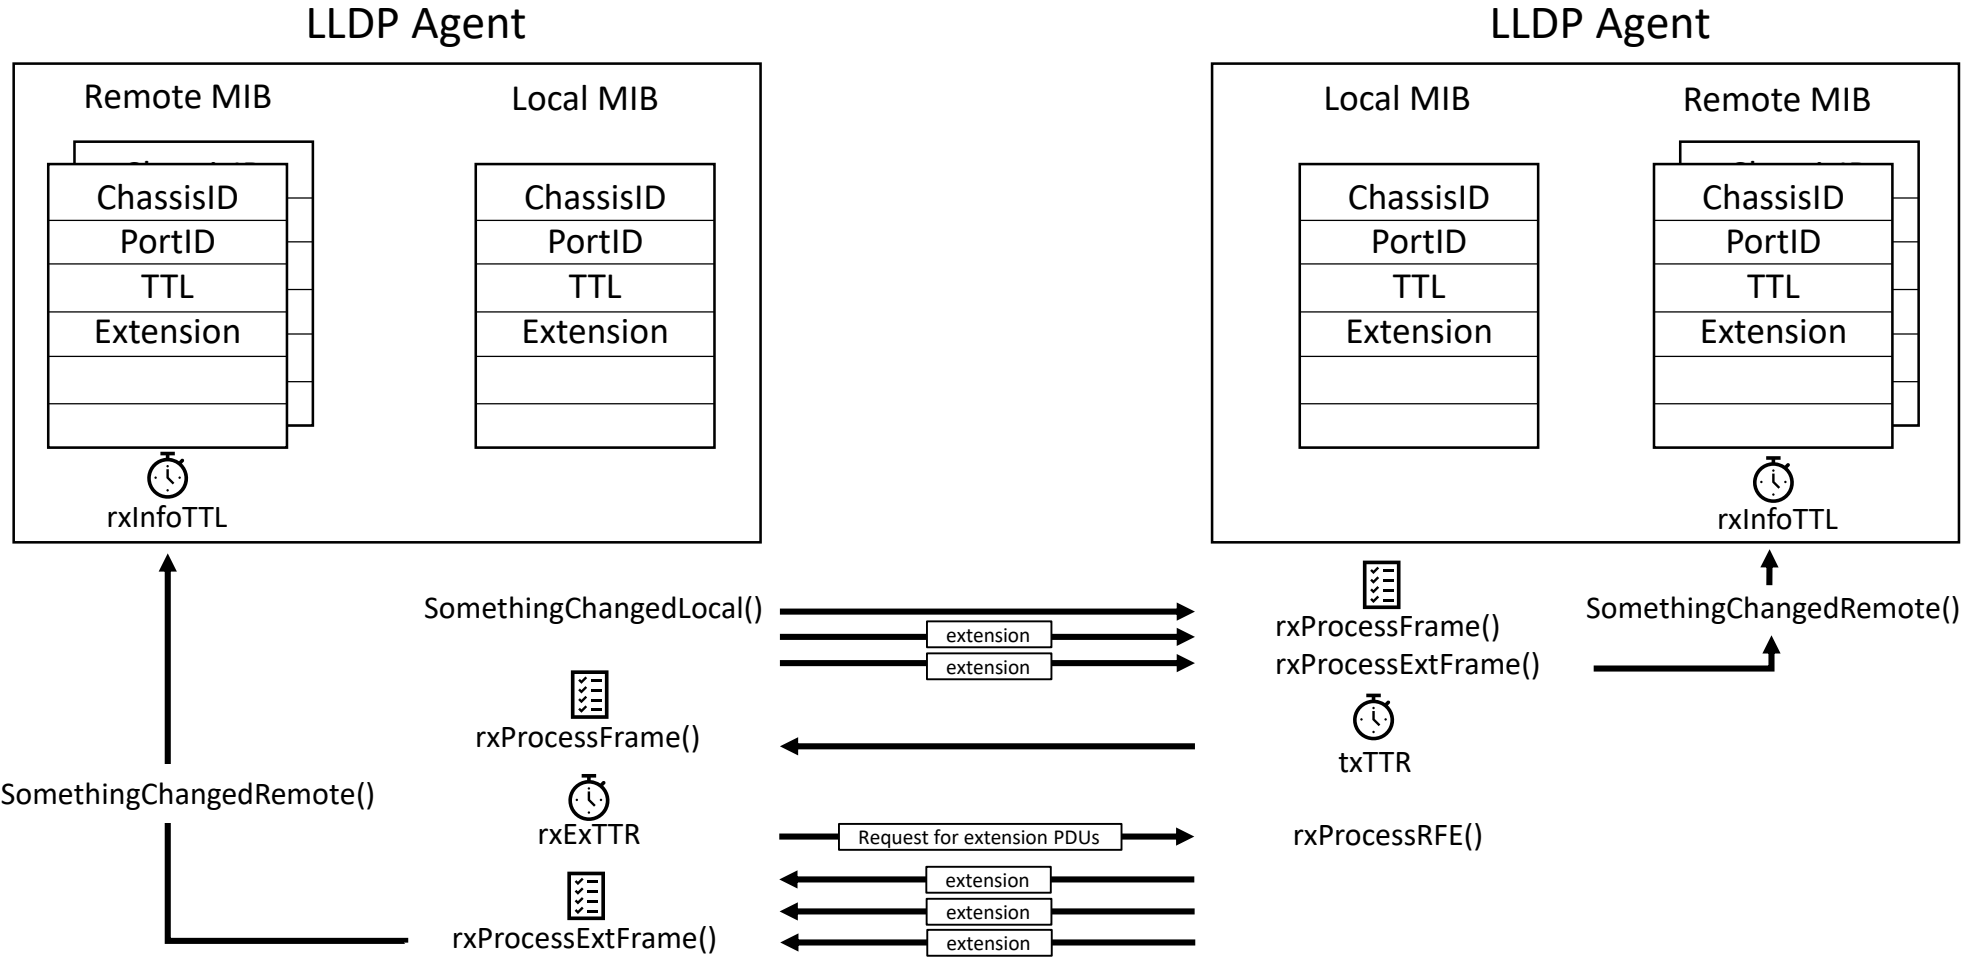 LLDP Agent
LLDP Agent
Remote MIB
Local MIB
Local MIB
Remote MIB
ChassisID
PortID
TTL
Extension
rxInfoTTL
ChassisID
PortID
TTL
Extension
ChassisID
PortID
TTL
Extension
ChassisID
PortID
TTL
Extension
rxInfoTTL
SomethingChangedLocal()
extension
extension
rxProcessFrame()
rxProcessExtFrame()
SomethingChangedRemote()
rxProcessFrame()
txTTR
SomethingChangedRemote()
rxExTTR
Request for extension PDUs
rxProcessRFE()
extension
extension
extension
rxProcessExtFrame()